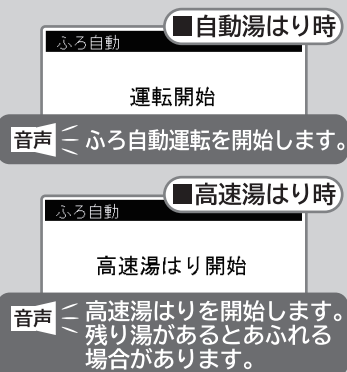 ■自動湯はり時
ふろ自動
運転開始
音声 ふろ自動運転を開始します。
■高速湯はり時
ふろ自動
高速湯はり開始
音声 高速湯はりを開始します。
残り湯があるとあふれる
場合があります。